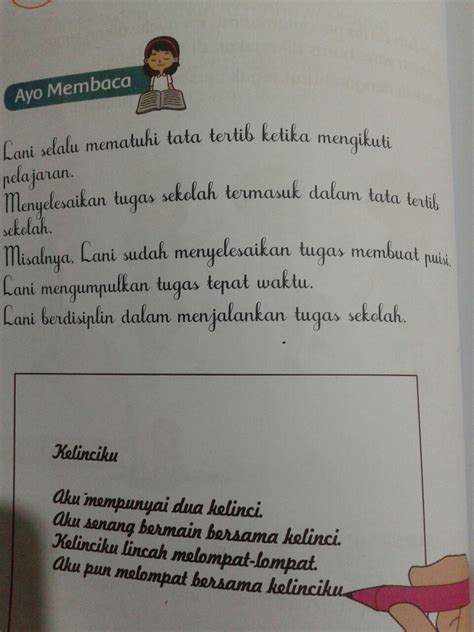 Ayo Membaca
Lani selalu mematuhi tata tertib ketika mengikuti
pelajaran.
Menyelesaikan tugas sekolah termasuk dalam tata tertib
sekolah.
Misalnya, Lani sudah menyelesaikan tugas membuat puisi.
Lani mengumpulkan tugas tepat waktu.
Lani berdisiplin dalam menjalankan tugas sekolah.
Kelinciku
Aku mempunyai dua kelinci.
Aku senang bermain bersama kelinci.
Kelinciku lincah melompat-lompat.
Aku pun melompat bersama kelinciku.